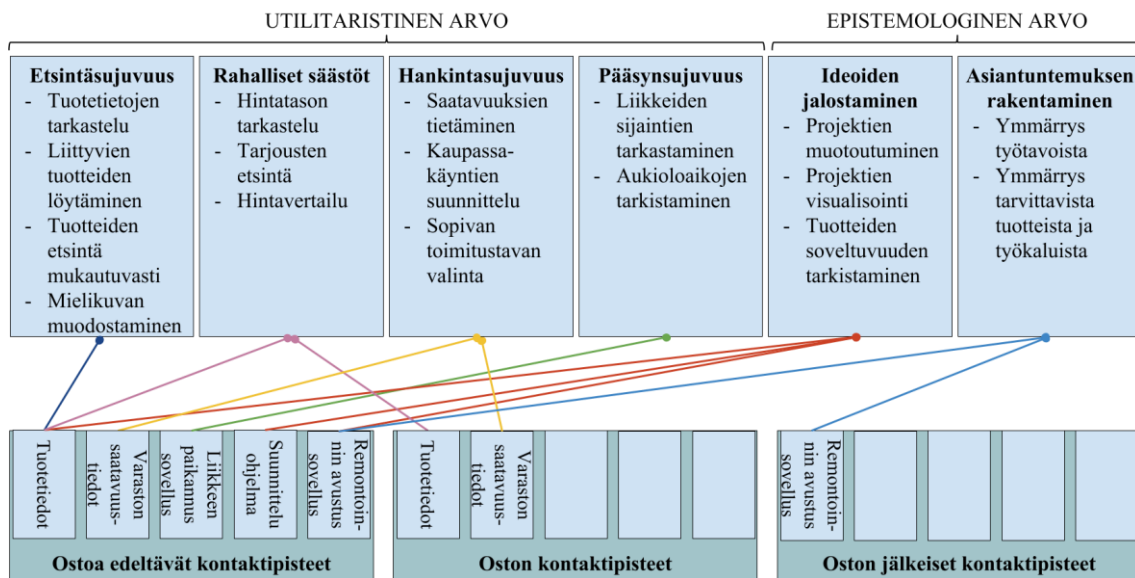 UTILITARISTINEN ARVO
EPISTEMOLOGINEN ARVO
Etsintäsujuvuus
- Tuotetietojen
tarkastelu
- Liittyvien
tuotteiden
löytäminen
- Tuotteiden
etsintä
mukautuvasti
- Mielikuvan
muodostaminen
Rahalliset säästöt
- Hintatason
tarkastelu
- Tarjousten
etsintä
- Hintavertailu
Hankintasujuvuus
- Saatavuuksien
tietäminen
- Kaupassa-
käyntien
suunnittelu
- Sopivan
toimitustavan
valinta
Pääsynsujuvuus
- Liikkeiden
sijaintien
tarkastaminen
- Aukioloaikojen
tarkistaminen
Ideoiden
jalostaminen
- Projektien
muotoutuminen
- Projektien
visualisointi
- Tuotteiden
soveltuvuuden
tarkistaminen
Asiantuntemuksen
rakentaminen
- Ymmärrys
työtavoista
- Ymmärrys
tarvittavista
tuotteista ja
työkaluista
Tuotetiedot
Varaston
saatavuus-
tiedot
Liikkeen
paikannus
sovellus
Suunnittelu
ohjelma
Remontoin-
nin avustus
sovellus
Ostoa edeltävät kontaktipisteet
Tuotetiedot
Varaston
saatavuus-
tiedot
Oston kontaktipisteet
Remontoin-
nin avustus
sovellus
Oston jälkeiset kontaktipisteet